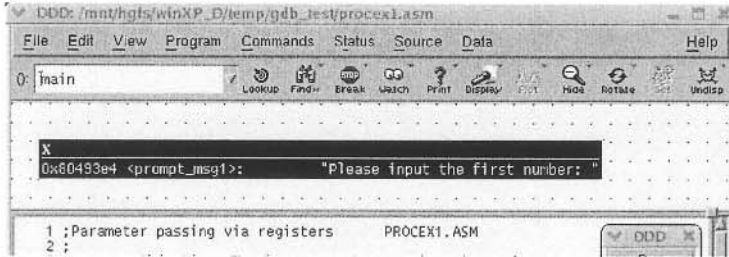 DDD: /mnt/hgfs/winXP_D/temp/gdb_test/procex1.asm
File Edit View Program Commands Status Source Data Help
0: main
Lookup Find» Break Watch Print Display Plot Hide Rotate Set Undisp
X
0x80493e4 <prompt_msg1>: "Please input the first number: "
1 ;Parameter passing via registers PROCEX1.ASM
2 ;
DDD